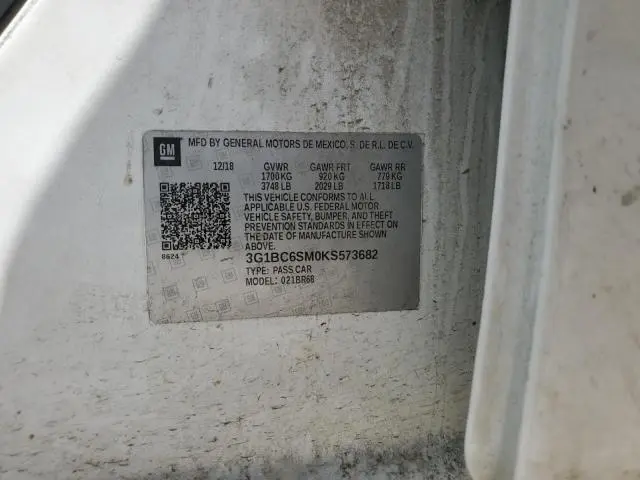 GM
MFD BY GENERAL MOTORS DE MEXICO, S. DE R.L. DE C.V.
12/18 GVWR GAWR FRT GAWR RR
1700 KG 920 KG 779 KG
3748 LB 2029 LB 1718 LB
THIS VEHICLE CONFORMS TO ALL
APPLICABLE U.S. FEDERAL MOTOR
VEHICLE SAFETY, BUMPER, AND THEFT
PREVENTION STANDARDS IN EFFECT ON
THE DATE OF MANUFACTURE SHOWN
ABOVE.
8624
3G1BC6SM0KS573682
TYPE: PASS CAR
MODEL: 021BR68